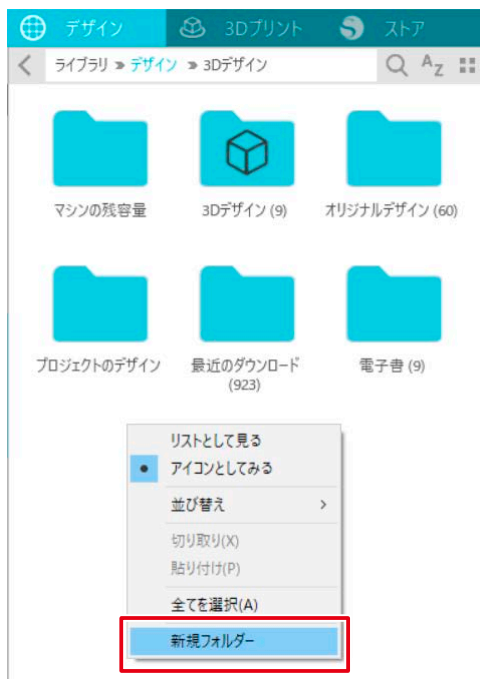 デザイン 3Dプリント ストア
ライブラリ » デザイン » 3Dデザイン AZ
マシンの残容量 3Dデザイン (9) オリジナルデザイン (60)
プロジェクトのデザイン 最近のダウンロード 電子書 (9)
(923)
リストとして見る
アイコンとしてみる
並び替え
切り取り(X)
貼り付け(P)
全てを選択(A)
新規フォルダー